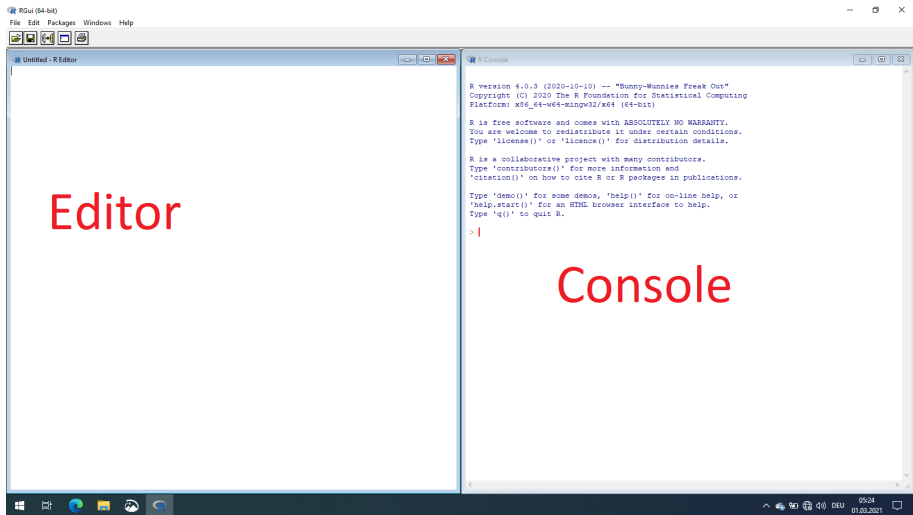 RGui (64-bit)
File Edit Packages Windows Help
Untitled - R Editor
Editor
R Console
R version 4.0.3 (2020-10-10) -- "Bunny-Wunnies Freak Out"
Copyright (C) 2020 The R Foundation for Statistical Computing
Platform: x86_64-w64-mingw32/x64 (64-bit)
R is free software and comes with ABSOLUTELY NO WARRANTY.
You are welcome to redistribute it under certain conditions.
Type 'license()' or 'licence()' for distribution details.
R is a collaborative project with many contributors.
Type 'contributors()' for more information and
'citation()' on how to cite R or R packages in publications.
Type 'demo()' for some demos, 'help()' for on-line help, or
'help.start()' for an HTML browser interface to help.
Type 'q()' to quit R.
>
Console
DEU
05:24
01.03.2021